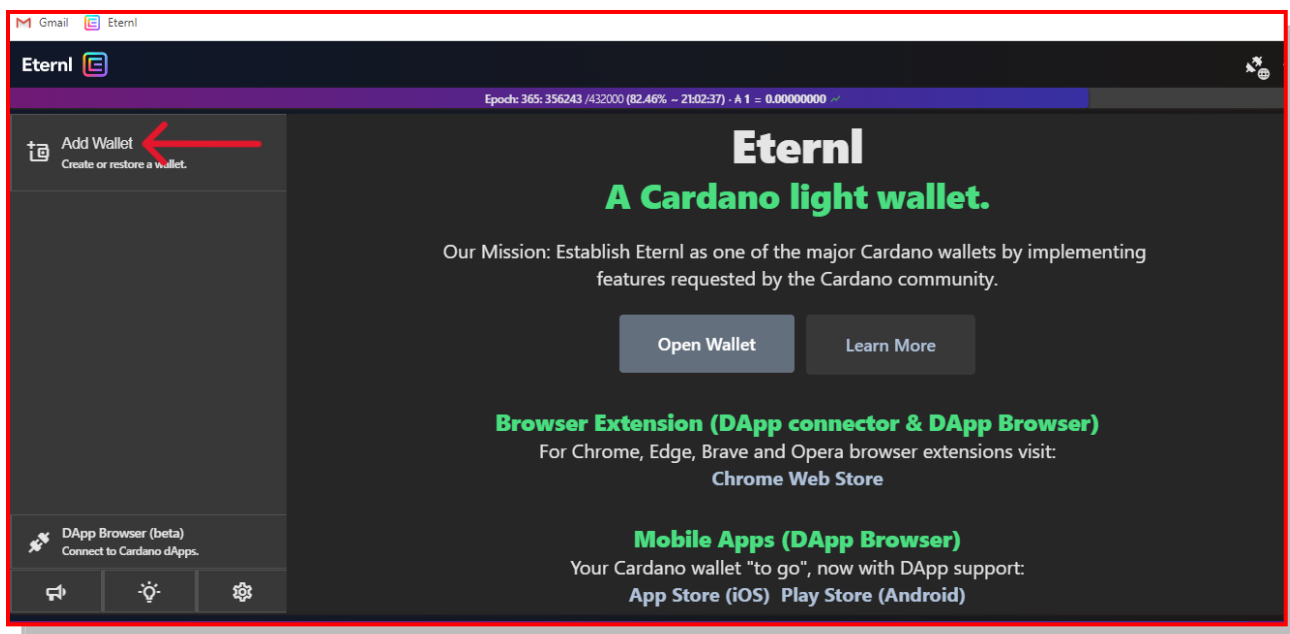 Gmail Eternl
Eternl
Epoch: 365: 356243 /432000 (82.46% ~ 21:02:37) · ₳ 1 = 0.00000000
Add Wallet
Create or restore a wallet.
Eternl
A Cardano light wallet.
Our Mission: Establish Eternl as one of the major Cardano wallets by implementing
features requested by the Cardano community.
Open Wallet Learn More
Browser Extension (DApp connector & DApp Browser)
For Chrome, Edge, Brave and Opera browser extensions visit:
Chrome Web Store
Mobile Apps (DApp Browser)
Your Cardano wallet "to go", now with DApp support:
App Store (iOS) Play Store (Android)
DApp Browser (beta)
Connect to Cardano dApps.